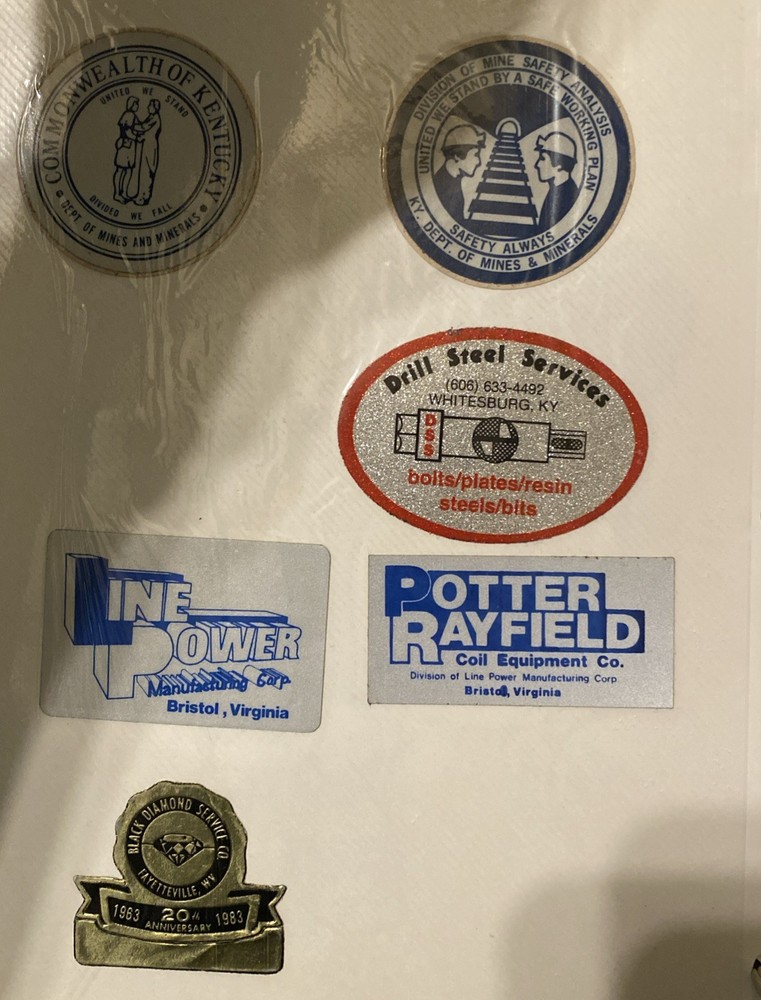 COMMONWEALTH OF KENTUCKY
UNITED WE STAND
DIVIDED WE FALL
DEPT. OF MINES AND MINERALS
DIVISION OF MINE SAFETY ANALYSIS
UNITED WE STAND BY A SAFE WORKING PLAN
SAFETY ALWAYS
KY. DEPT. OF MINES & MINERALS
Drill Steel Services
(606) 633-4492
WHITESBURG, KY
DSS
bolts/plates/resin
steels/bits
LINE
POWER
Manufacturing Corp.
Bristol, Virginia
POTTER
RAYFIELD
Coil Equipment Co.
Division of Line Power Manufacturing Corp
Bristol, Virginia
BLACK DIAMOND SERVICE CO.
FAYETTEVILLE, WV
1963 20th 1983
ANNIVERSARY